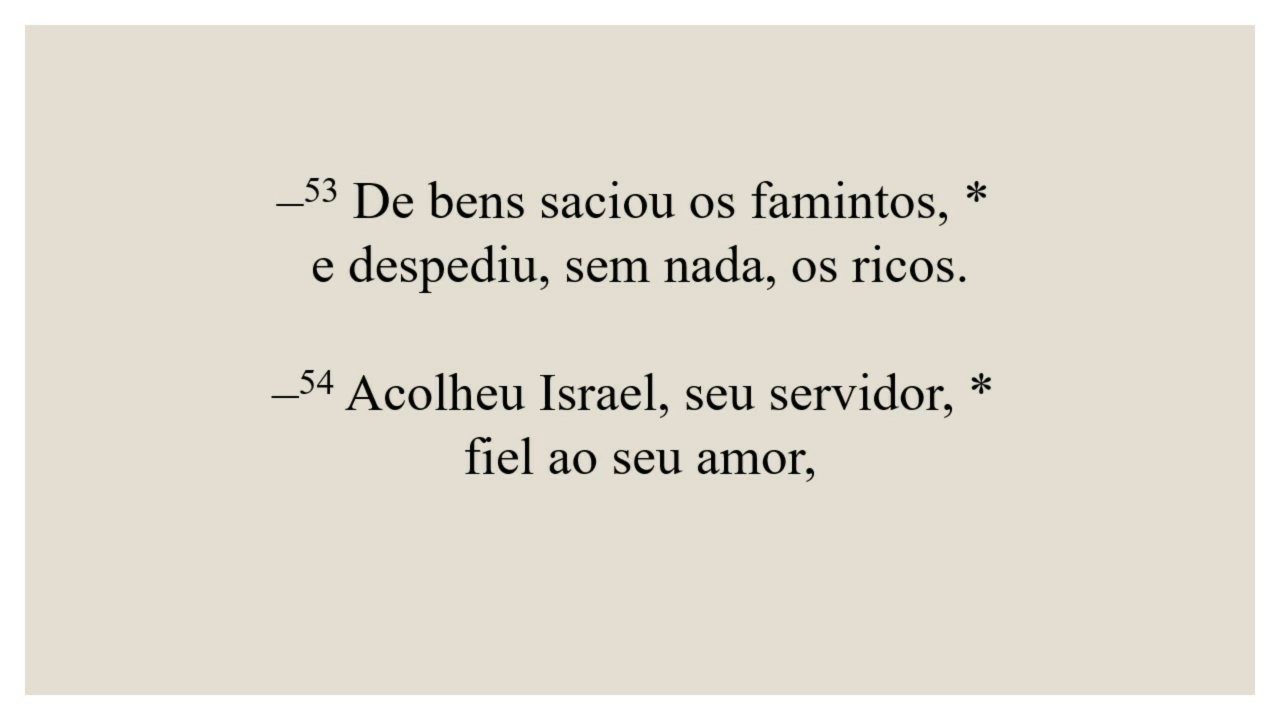 –53 De bens saciou os famintos, *
e despediu, sem nada, os ricos.
–54 Acolheu Israel, seu servidor, *
fiel ao seu amor,